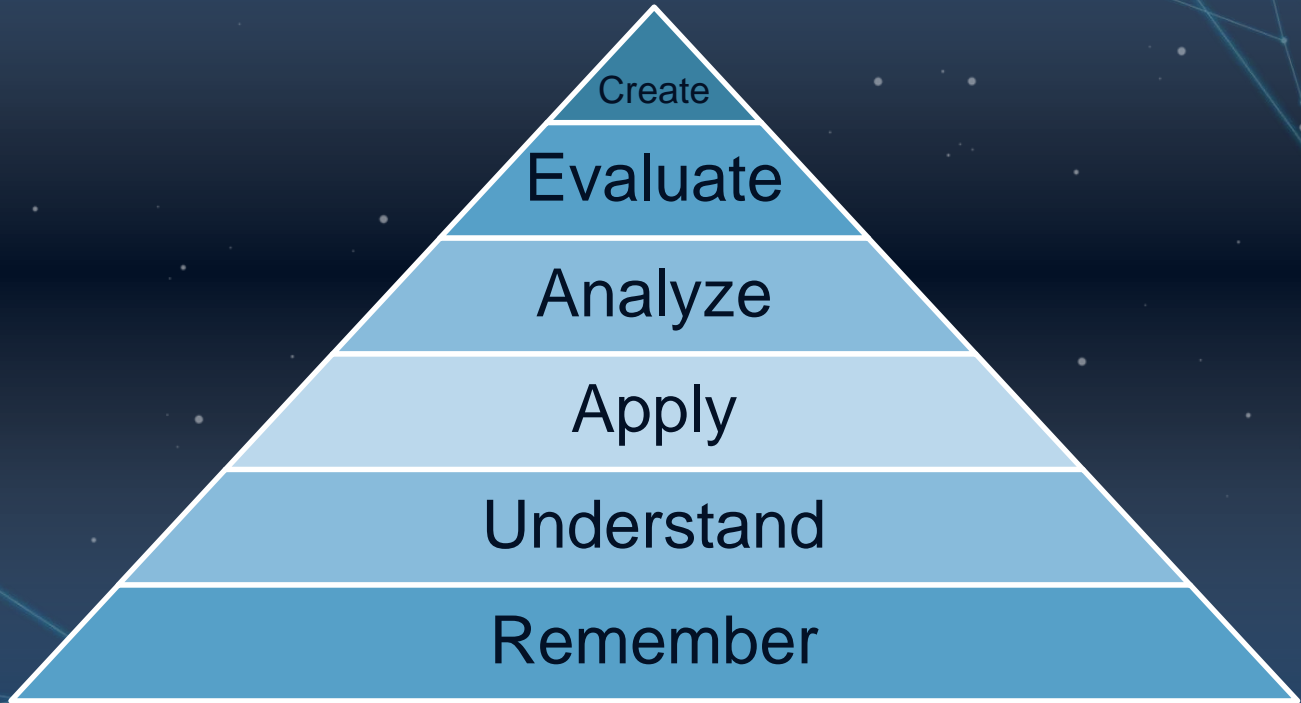 Create
Evaluate
Analyze
Apply
Understand
Remember